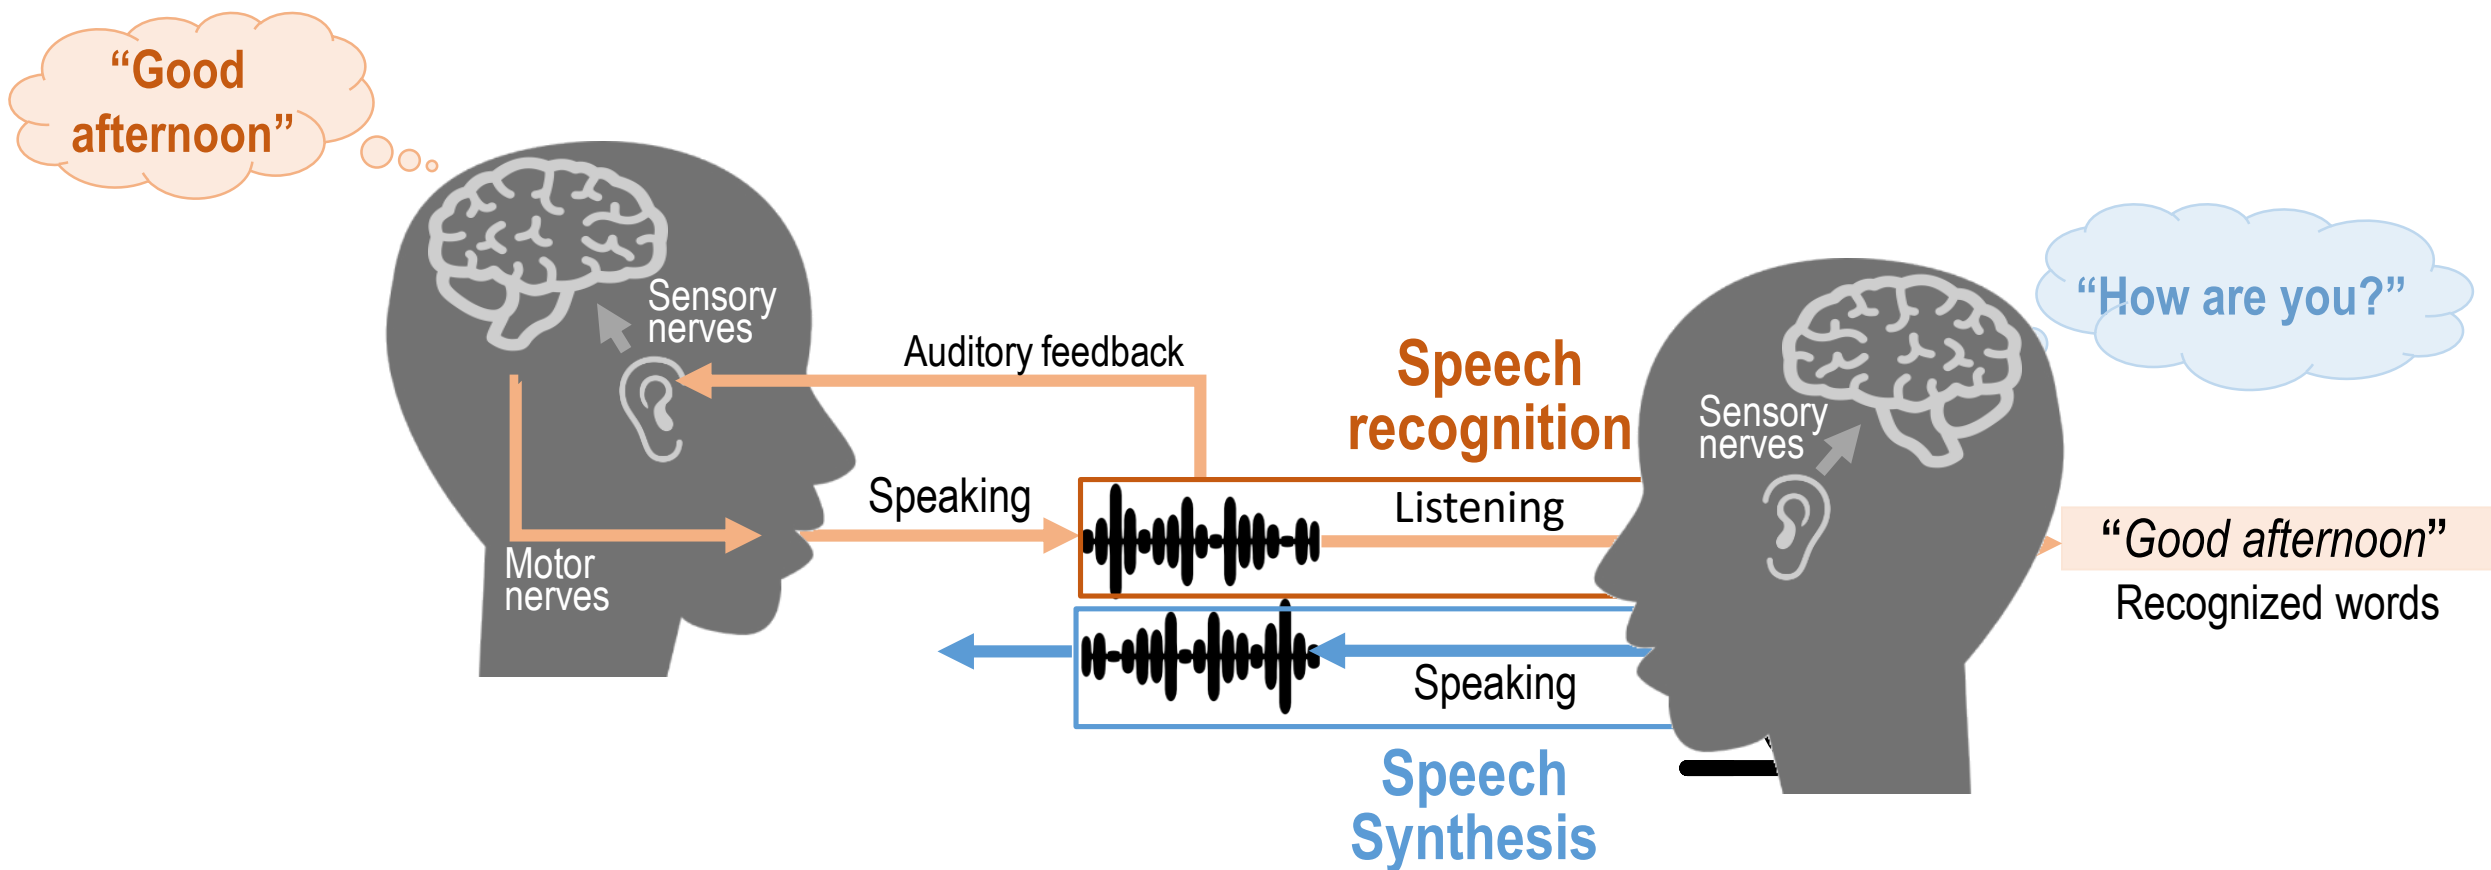 “Good
afternoon”
Sensory
nerves
Motor
nerves
Auditory feedback
Speaking
Speech
recognition
Listening
Speaking
Speech
Synthesis
Sensory
nerves
“How are you?”
“Good afternoon”
Recognized words